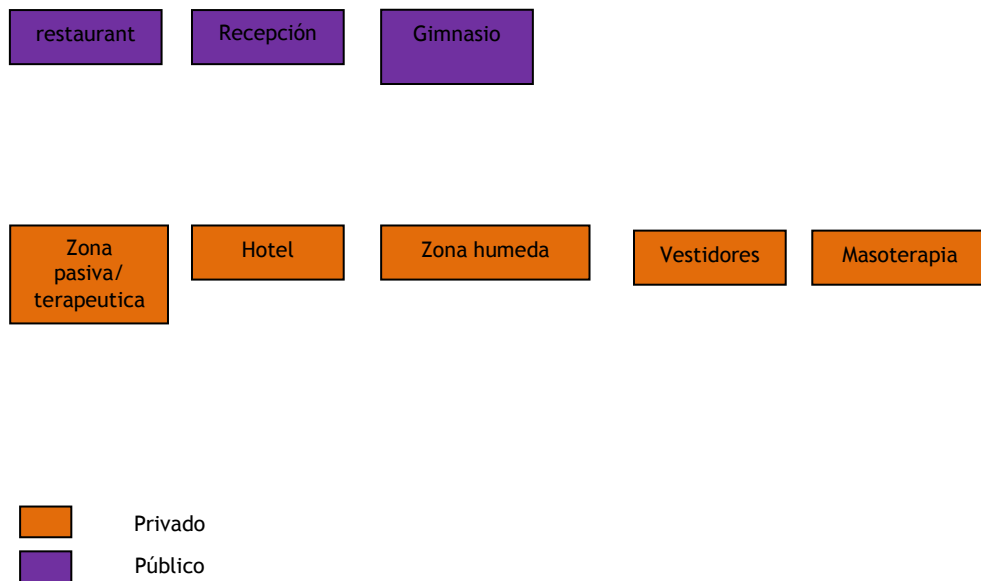 restaurant
Recepción
Gimnasio
Zona
pasiva/
terapeutica
Hotel
Zona humeda
Vestidores
Masoterapia
Privado
Público